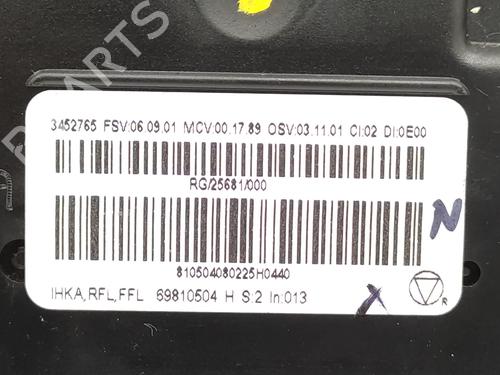 PARTS
3452765 FSV:06.09.01 MCV:00.17.89 OSV:03.11.01 CI:02 DI:0E00
RG/25681/000
810504080225H0440
N
IHKA,RFL,FFL 69810504 H S:2 In:013
X
R